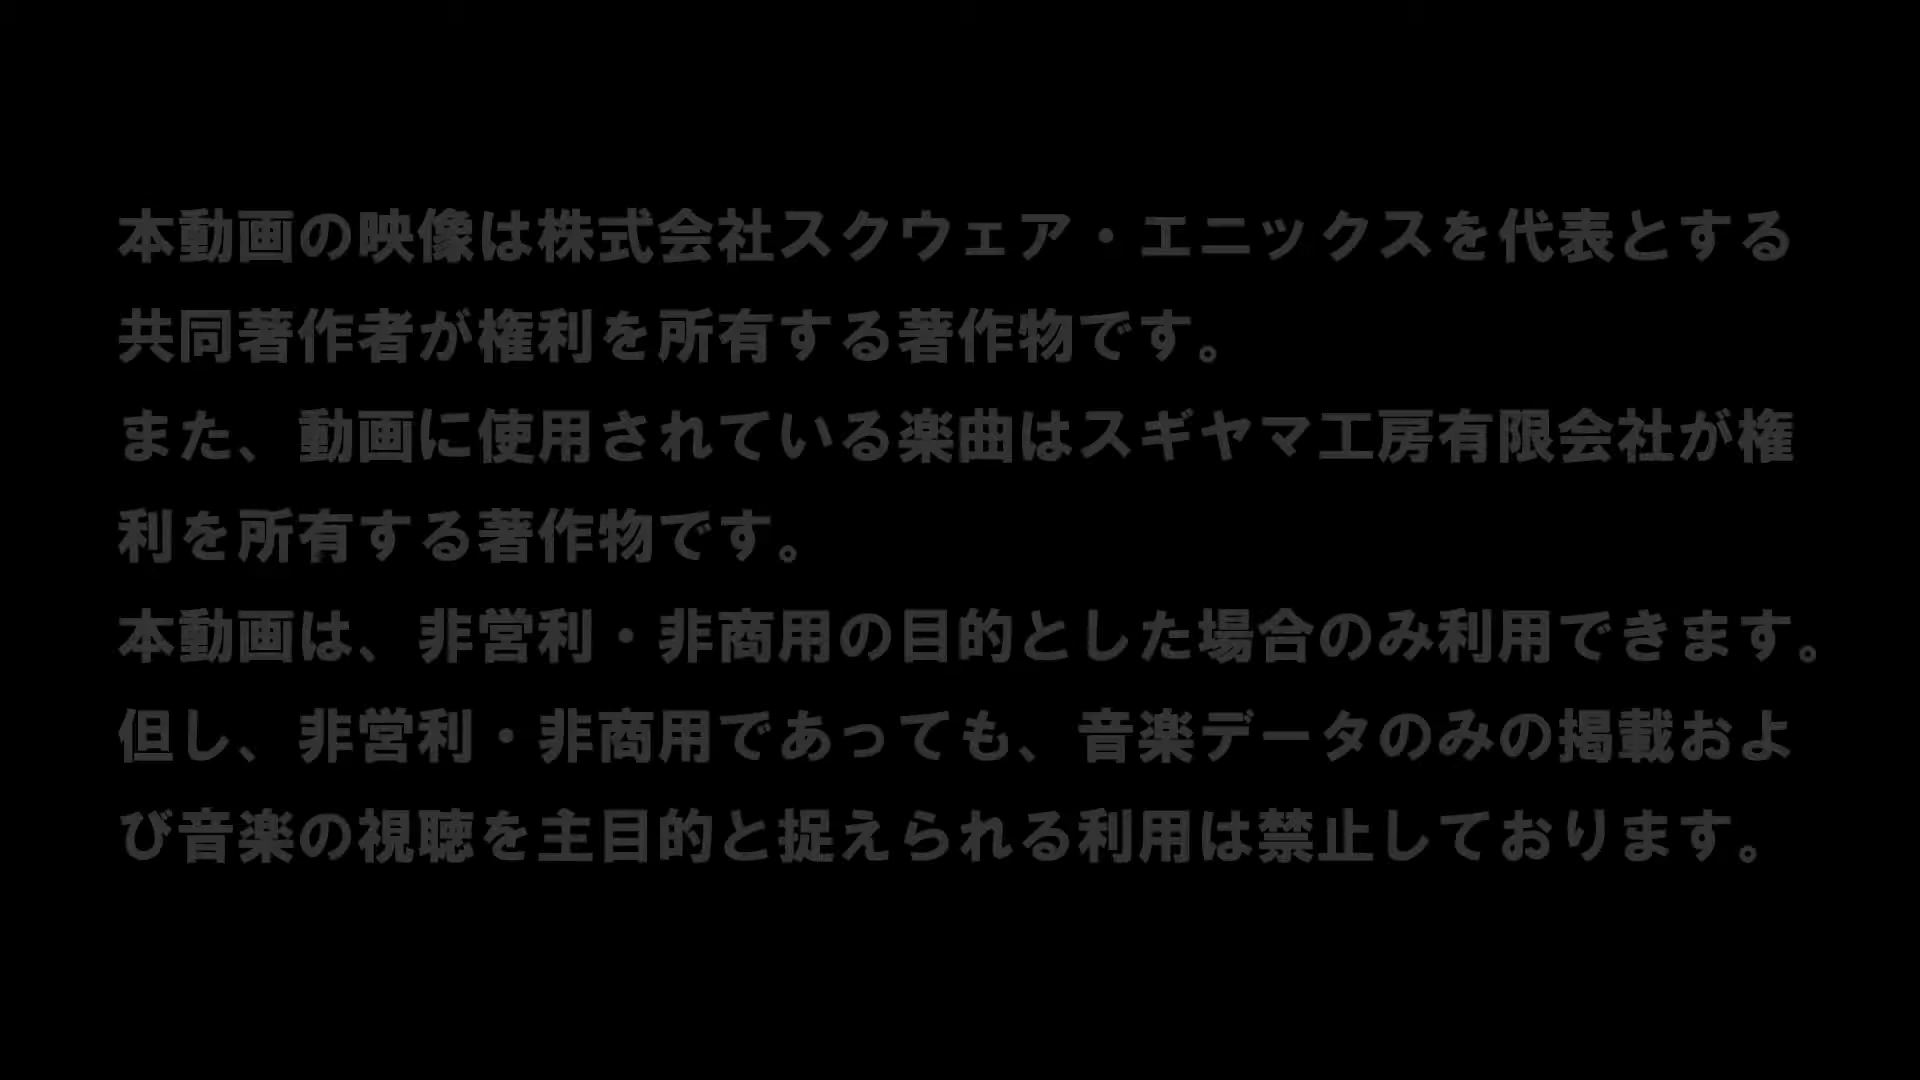 本動画の映像は株式会社スクウェア・エニックスを代表とする
共同著作者が権利を所有する著作物です。
また、動画に使用されている楽曲はスギヤマ工房有限会社が権
利を所有する著作物です。
本動画は、非営利・非商用の目的とした場合のみ利用できます。
但し、非営利・非商用であっても、音楽データのみの掲載およ
び音楽の視聴を主目的と捉えられる利用は禁止しております。